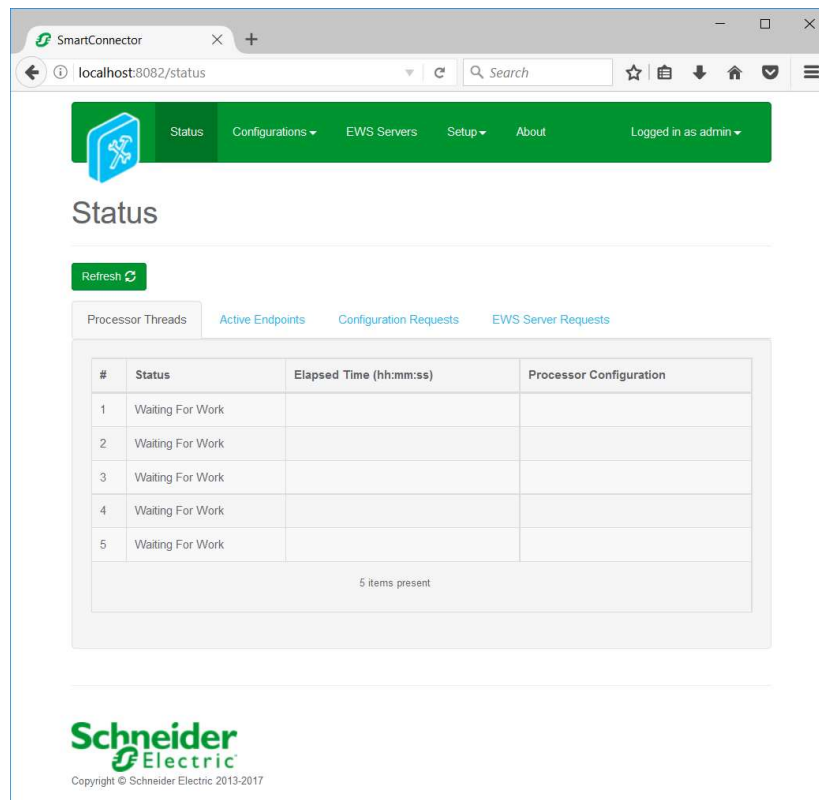 SmartConnector
localhost:8082/status
Search
Status Configurations EWS Servers Setup About Logged in as admin
Status
Refresh
Processor Threads Active Endpoints Configuration Requests EWS Server Requests
# Status Elapsed Time (hh:mm:ss) Processor Configuration
1 Waiting For Work
2 Waiting For Work
3 Waiting For Work
4 Waiting For Work
5 Waiting For Work
5 items present
Schneider
Electric
Copyright © Schneider Electric 2013-2017